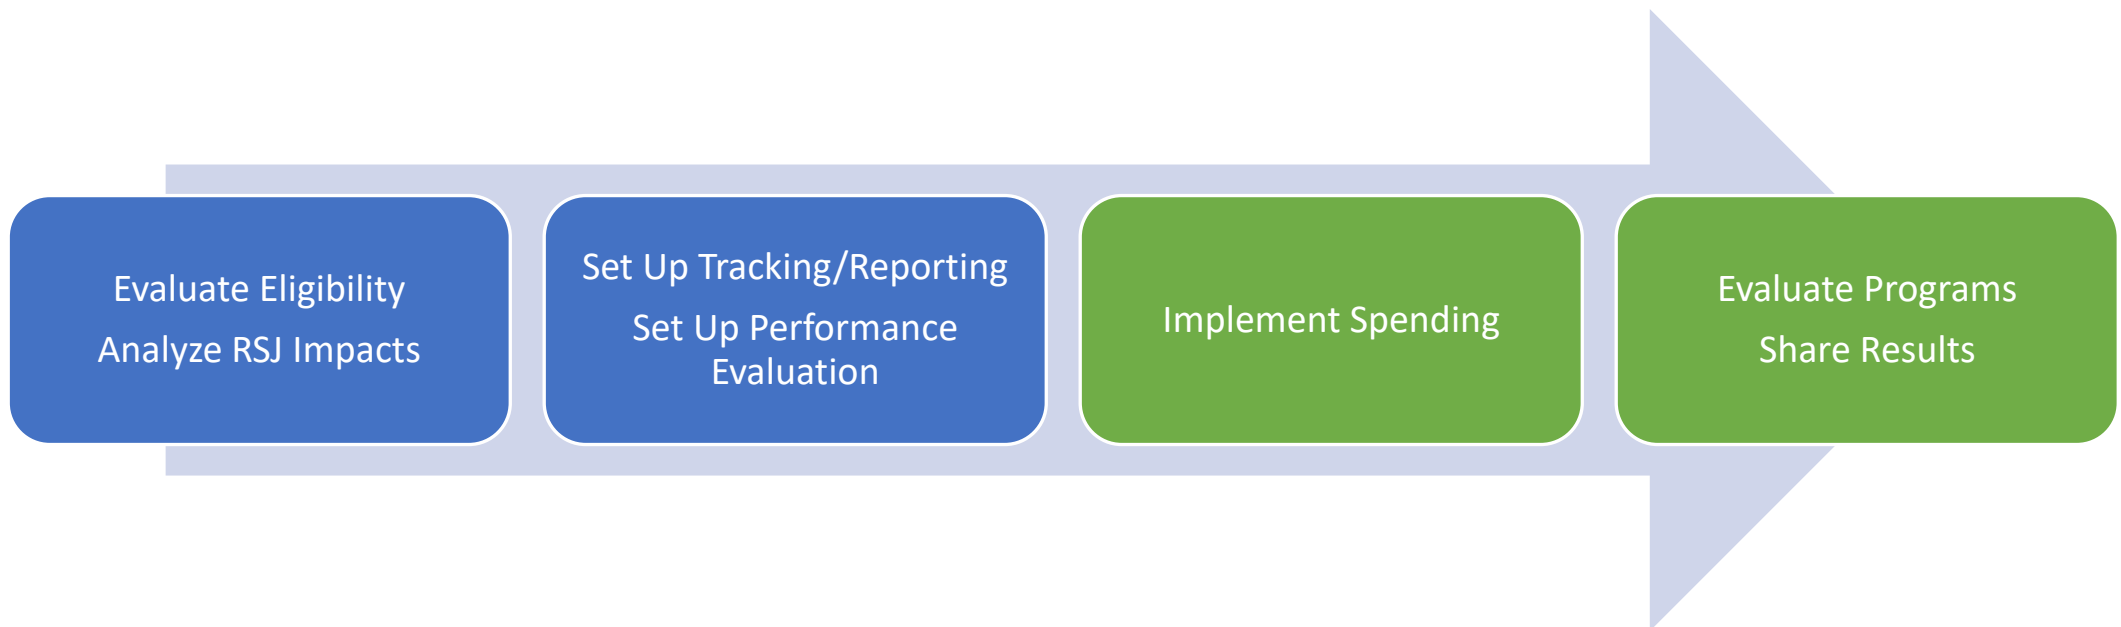 Evaluate Eligibility
Analyze RSJ Impacts
Set Up Tracking/Reporting
Set Up Performance
Evaluation
Implement Spending
Evaluate Programs
Share Results